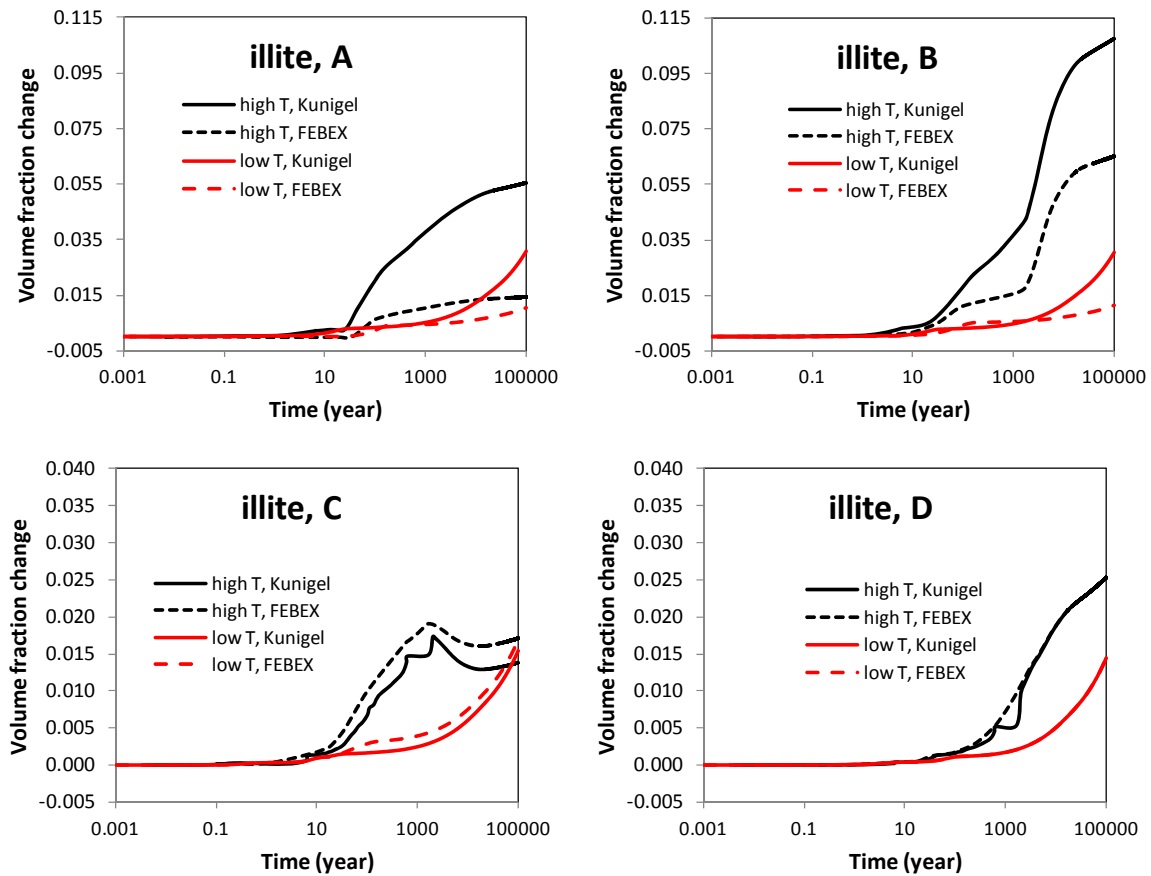 illite, A
Volume fraction change
0.115
0.095
0.075
0.055
0.035
0.015
-0.005
high T, Kunigel
high T, FEBEX
low T, Kunigel
low T, FEBEX
0.001 0.1 10 1000 100000
Time (year)
illite, B
Volume fraction change
0.115
0.095
0.075
0.055
0.035
0.015
-0.005
high T, Kunigel
high T, FEBEX
low T, Kunigel
low T, FEBEX
0.001 0.1 10 1000 100000
Time (year)
illite, C
Volume fraction change
0.040
0.035
0.030
0.025
0.020
0.015
0.010
0.005
0.000
-0.005
high T, Kunigel
high T, FEBEX
low T, Kunigel
low T, FEBEX
0.001 0.1 10 1000 100000
Time (year)
illite, D
Volume fraction change
0.040
0.035
0.030
0.025
0.020
0.015
0.010
0.005
0.000
-0.005
high T, Kunigel
high T, FEBEX
low T, Kunigel
low T, FEBEX
0.001 0.1 10 1000 100000
Time (year)